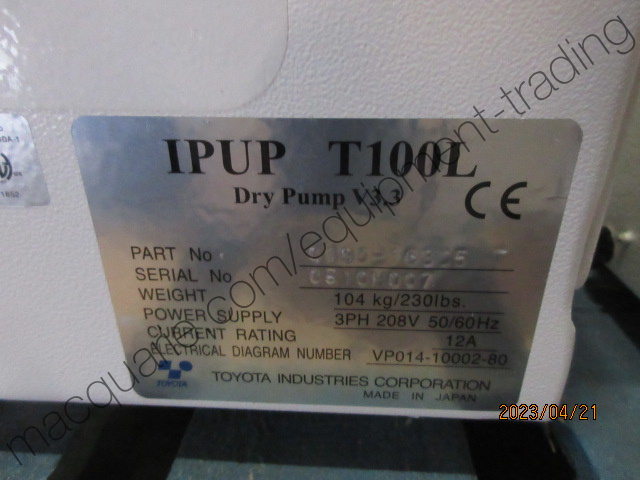 IPUP T100L
Dry Pump V3.3
CE
PART No
SERIAL No
WEIGHT 104 kg/230lbs.
POWER SUPPLY 3PH 208V 50/60Hz
CURRENT RATING 12A
ELECTRICAL DIAGRAM NUMBER VP014-10002-80
TOYOTA
TOYOTA INDUSTRIES CORPORATION
MADE IN JAPAN
2023/04/21
macquarie.com/equipment-trading